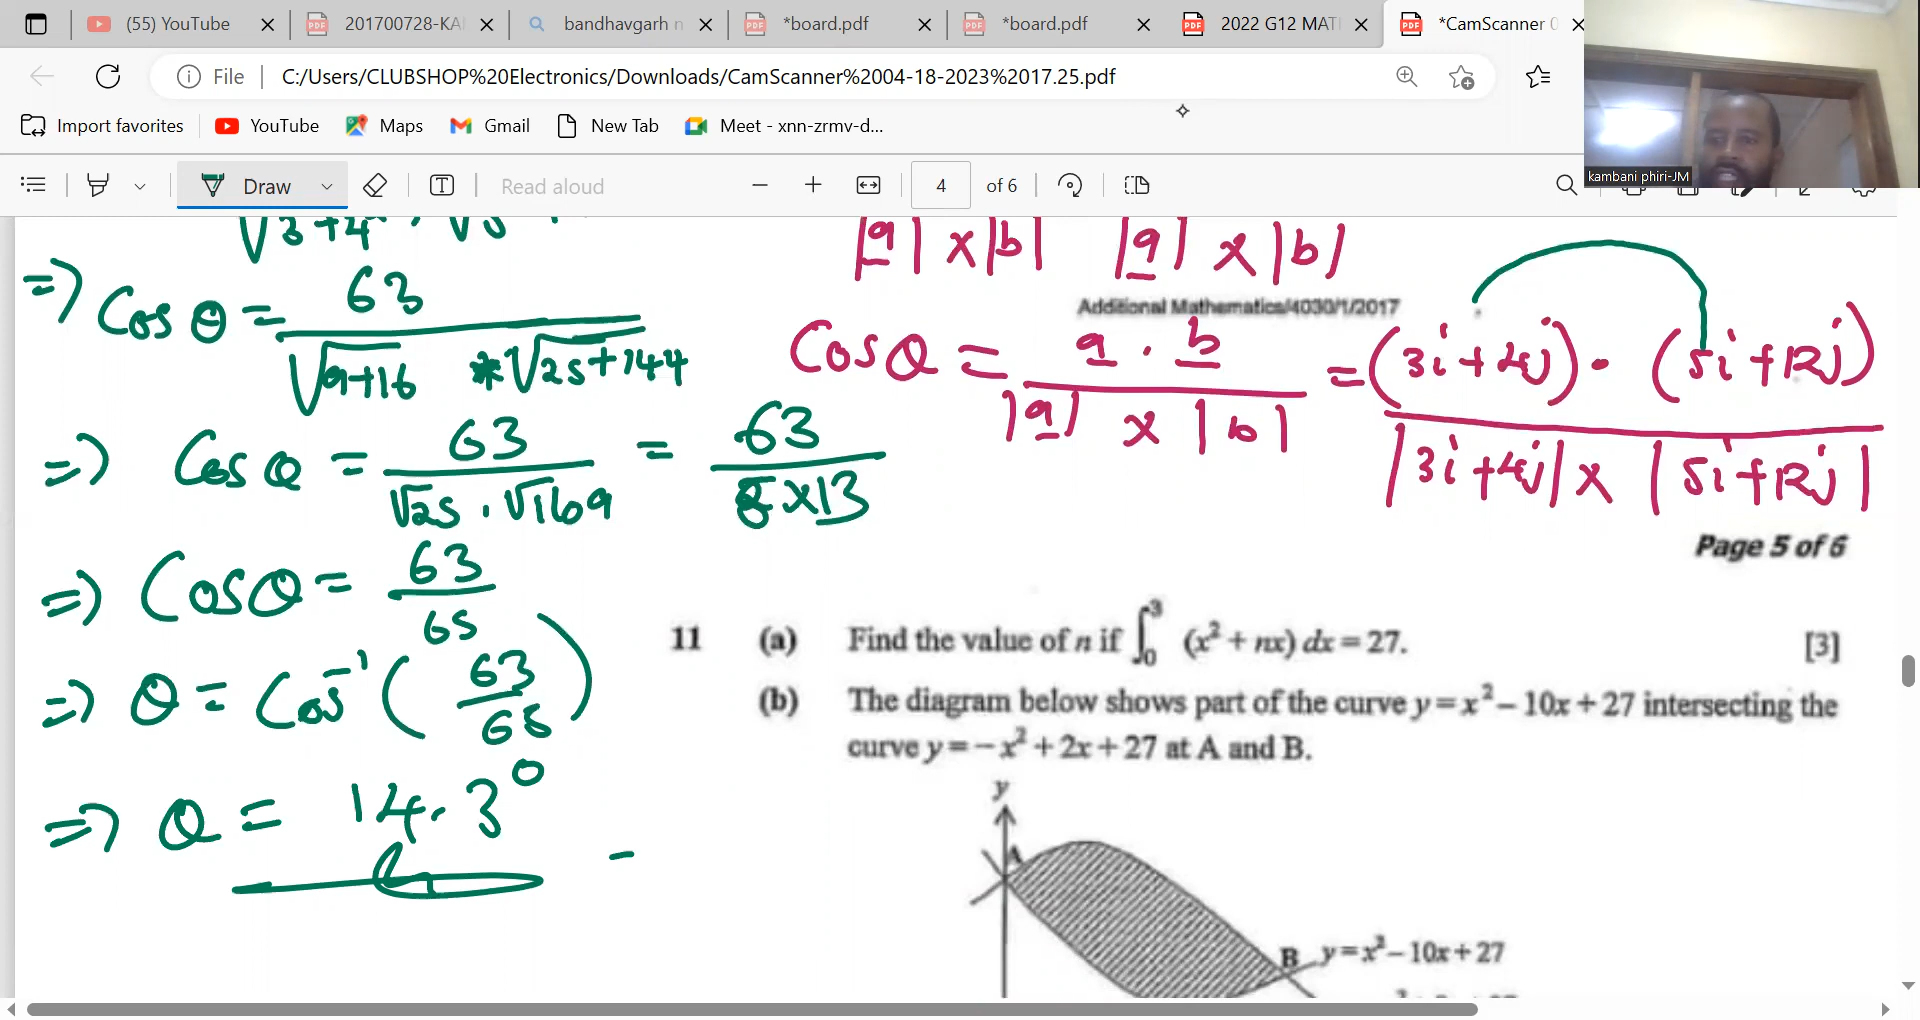 (55) YouTube
201700728-KA
bandhavgarh n
*board.pdf
*board.pdf
2022 G12 MAT
*CamScanner 0
File
C:/Users/CLUBSHOP%20Electronics/Downloads/CamScanner%2004-18-2023%2017.25.pdf
Import favorites
YouTube
Maps
Gmail
New Tab
Meet - xnn-zrmv-d...
kambani phiri-JM
Draw
Read aloud
4 of 6
|a| x |b| |a| x |b|
Additional Mathematics/4030/1/2017
=> Cos θ = 63 / √9+16 * √25+144
Cos θ = a . b / |a| x |b| = (3i + 4j) . (5i + 12j) / |3i + 4j| x |5i + 12j|
=> Cos θ = 63 / √25 . √169 = 63 / 5 x 13
Page 5 of 6
=> Cos θ = 63 / 65
11 (a) Find the value of n if ∫₀³ (x² + nx) dx = 27. [3]
=> θ = Cos⁻¹ ( 63 / 65 )
(b) The diagram below shows part of the curve y = x² – 10x + 27 intersecting the
curve y = – x² + 2x + 27 at A and B.
=> θ = 14.3°
y
A
B y = x² – 10x + 27